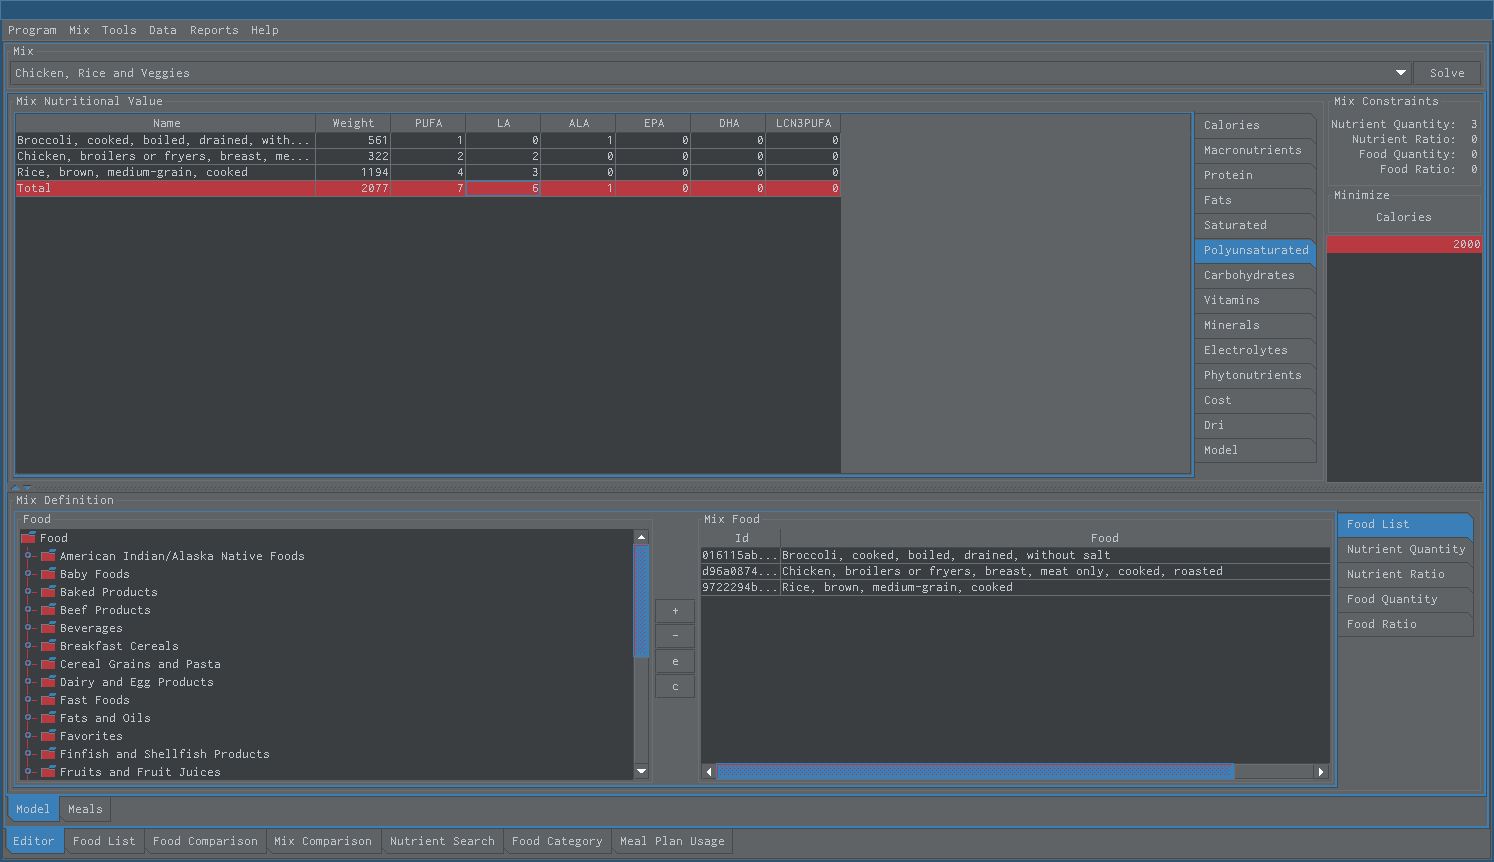 Program Mix Tools Data Reports Help
Mix
Chicken, Rice and Veggies
Solve
Mix Nutritional Value
Name Weight PUFA LA ALA EPA DHA LCN3PUFA
Broccoli, cooked, boiled, drained, with... 561 1 0 1 0 0 0
Chicken, broilers or fryers, breast, me... 322 2 2 0 0 0 0
Rice, brown, medium-grain, cooked 1194 4 3 0 0 0 0
Total 2077 7 6 1 0 0 0
Calories
Macronutrients
Protein
Fats
Saturated
Polyunsaturated
Carbohydrates
Vitamins
Minerals
Electrolytes
Phytonutrients
Cost
Dri
Model
Mix Constraints
Nutrient Quantity: 3
Nutrient Ratio: 0
Food Quantity: 0
Food Ratio: 0
Minimize
Calories
2000
Mix Definition
Food
Food
American Indian/Alaska Native Foods
Baby Foods
Baked Products
Beef Products
Beverages
Breakfast Cereals
Cereal Grains and Pasta
Dairy and Egg Products
Fast Foods
Fats and Oils
Favorites
Finfish and Shellfish Products
Fruits and Fruit Juices
+
-
e
c
Mix Food
Id Food
016115ab... Broccoli, cooked, boiled, drained, without salt
d96a0874... Chicken, broilers or fryers, breast, meat only, cooked, roasted
9722294b... Rice, brown, medium-grain, cooked
Food List
Nutrient Quantity
Nutrient Ratio
Food Quantity
Food Ratio
Model Meals
Editor Food List Food Comparison Mix Comparison Nutrient Search Food Category Meal Plan Usage